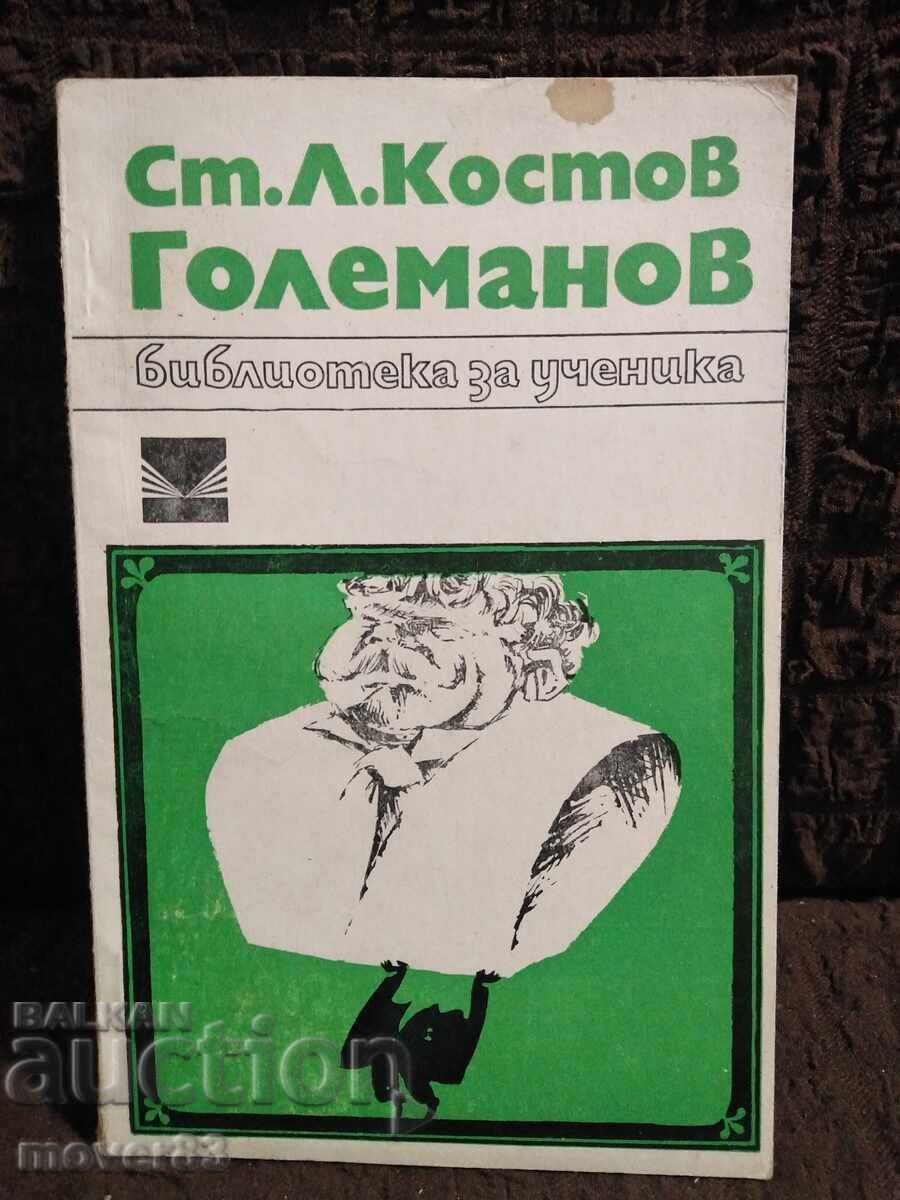 Ст. Л. Костов
Големанов
библиотека за ученика
BALKAN
auction
mover83